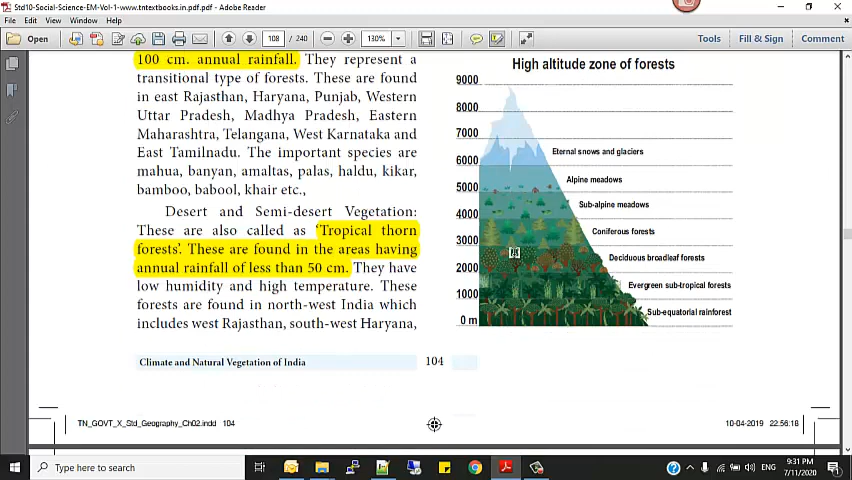 Std10-Social-Science-EM-Vol-1-www.tntextbooks.in.pdf.pdf - Adobe Reader
File Edit View Window Help
Open 108 / 240 130% Tools Fill & Sign Comment
100 cm. annual rainfall. They represent a
transitional type of forests. These are found
in east Rajasthan, Haryana, Punjab, Western
Uttar Pradesh, Madhya Pradesh, Eastern
Maharashtra, Telangana, West Karnataka and
East Tamilnadu. The important species are
mahua, banyan, amaltas, palas, haldu, kikar,
bamboo, babool, khair etc.,
Desert and Semi-desert Vegetation:
These are also called as ‘Tropical thorn
forests’. These are found in the areas having
annual rainfall of less than 50 cm. They have
low humidity and high temperature. These
forests are found in north-west India which
includes west Rajasthan, south-west Haryana,
High altitude zone of forests
9000
8000
7000
6000 Eternal snows and glaciers
5000 Alpine meadows
4000 Sub-alpine meadows
3000 Coniferous forests
2000 Deciduous broadleaf forests
1000 Evergreen sub-tropical forests
0 m Sub-equatorial rainforest
Climate and Natural Vegetation of India 104
TN_GOVT_X_Std_Geography_Ch02.indd 104 10-04-2019 22:56:18
Type here to search
ENG
9:31 PM
7/11/2020